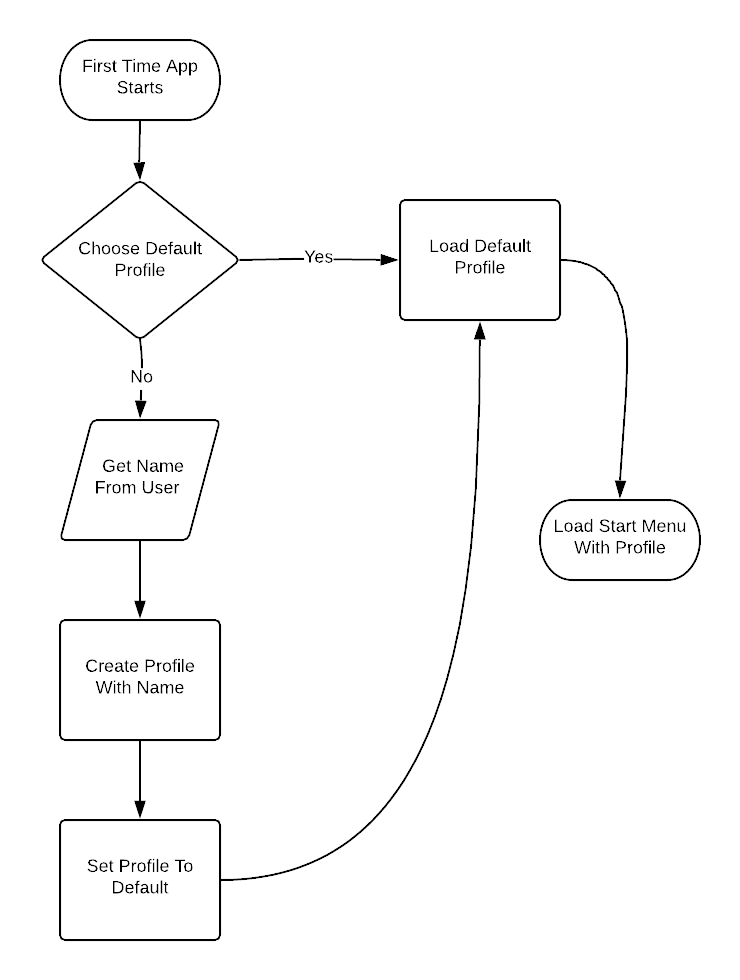 First Time App
Starts
Choose Default
Profile
Yes
Load Default
Profile
No
Get Name
From User
Load Start Menu
With Profile
Create Profile
With Name
Set Profile To
Default